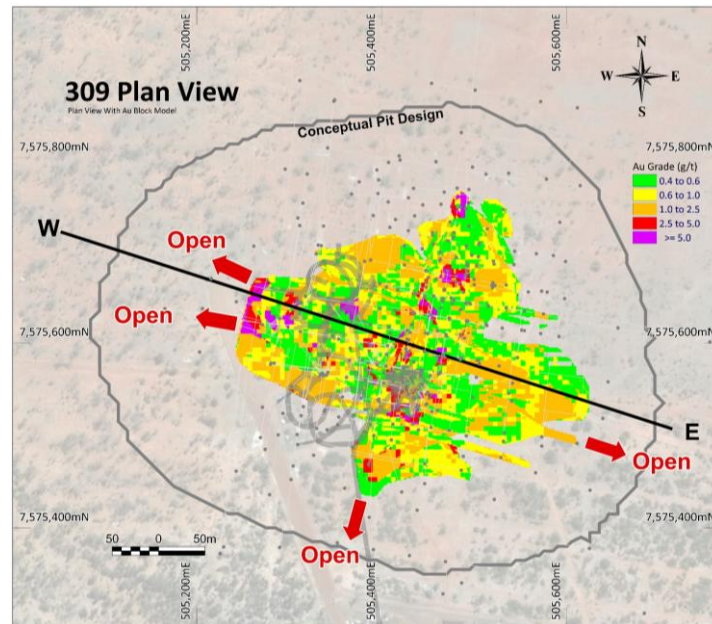 505,200mE
505,400mE
505,600mE
N
W
E
S
309 Plan View
Plan View With Au Block Model
Conceptual Pit Design
7,575,800mN
7,575,800mN
Au Grade (g/t)
0.4 to 0.6
0.6 to 1.0
1.0 to 2.5
2.5 to 5.0
>= 5.0
W
Open
Open
7,575,600mN
7,575,600mN
E
Open
7,575,400mN
7,575,400mN
50
0
50m
Open
505,200mE
505,400mE
505,600mE